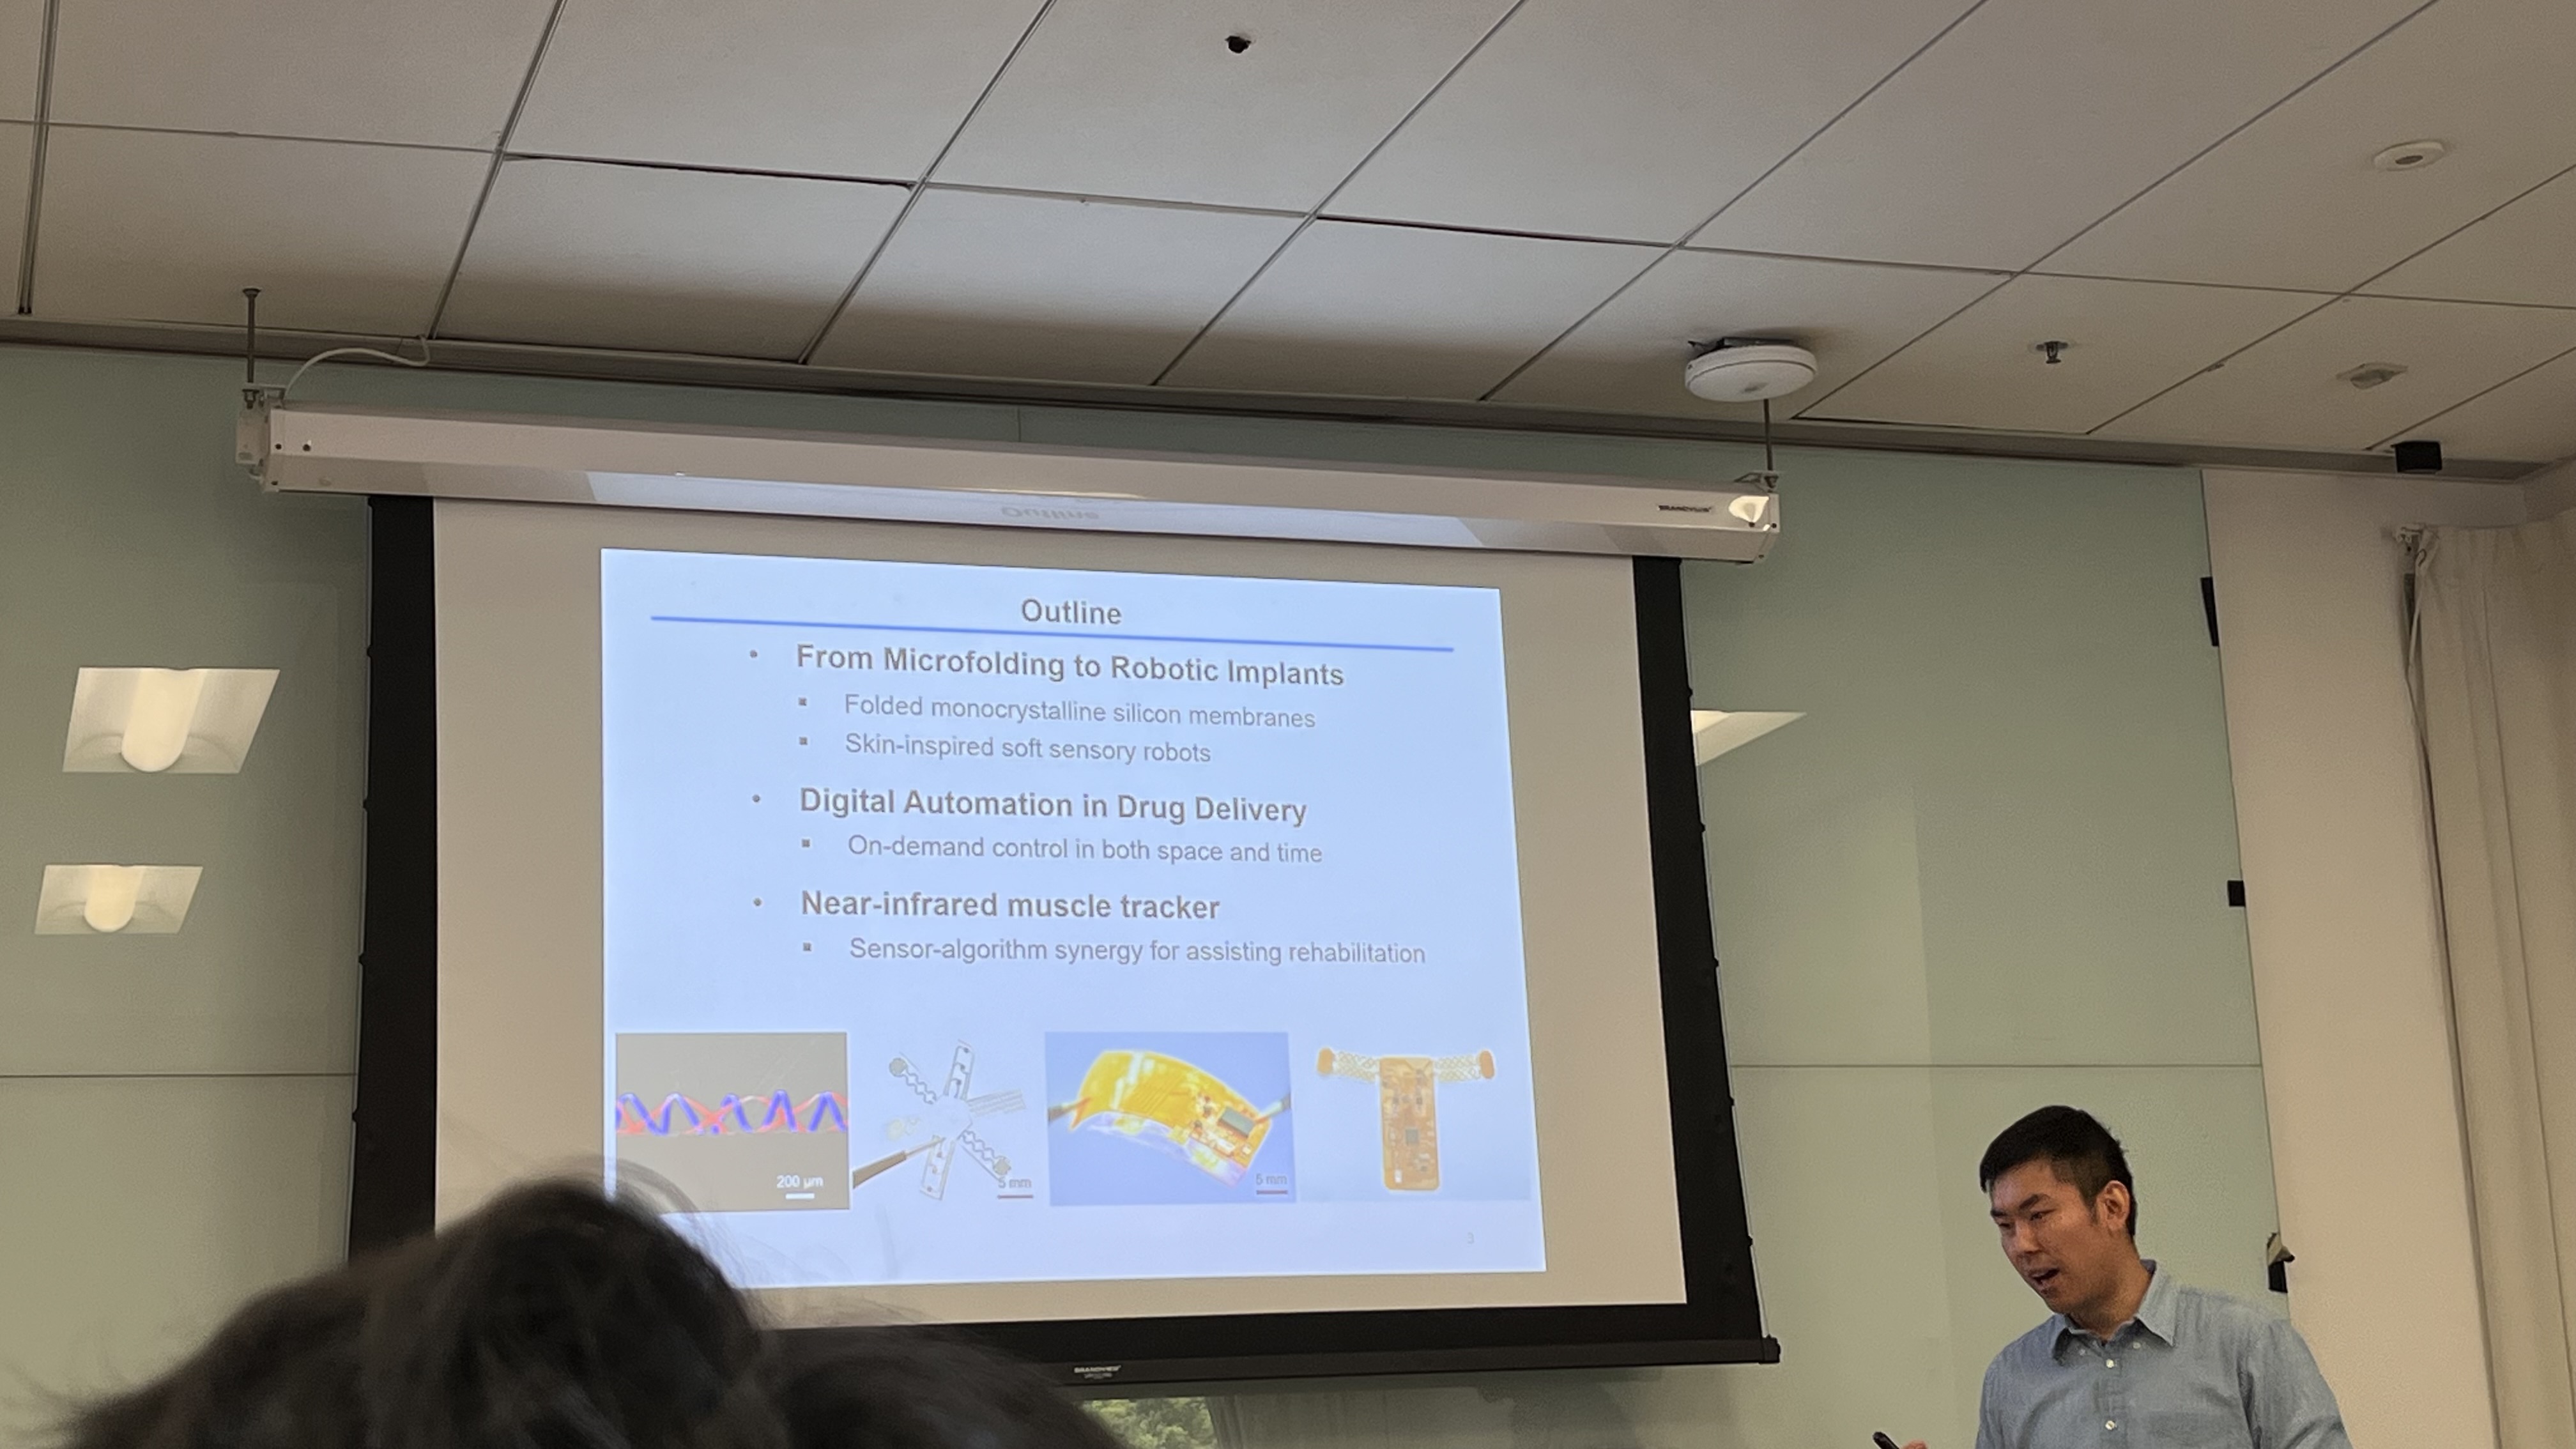 Outline
• From Microfolding to Robotic Implants
▪ Folded monocrystalline silicon membranes
▪ Skin-inspired soft sensory robots
• Digital Automation in Drug Delivery
▪ On-demand control in both space and time
• Near-infrared muscle tracker
▪ Sensor-algorithm synergy for assisting rehabilitation
200 µm
5 mm
5 mm
3